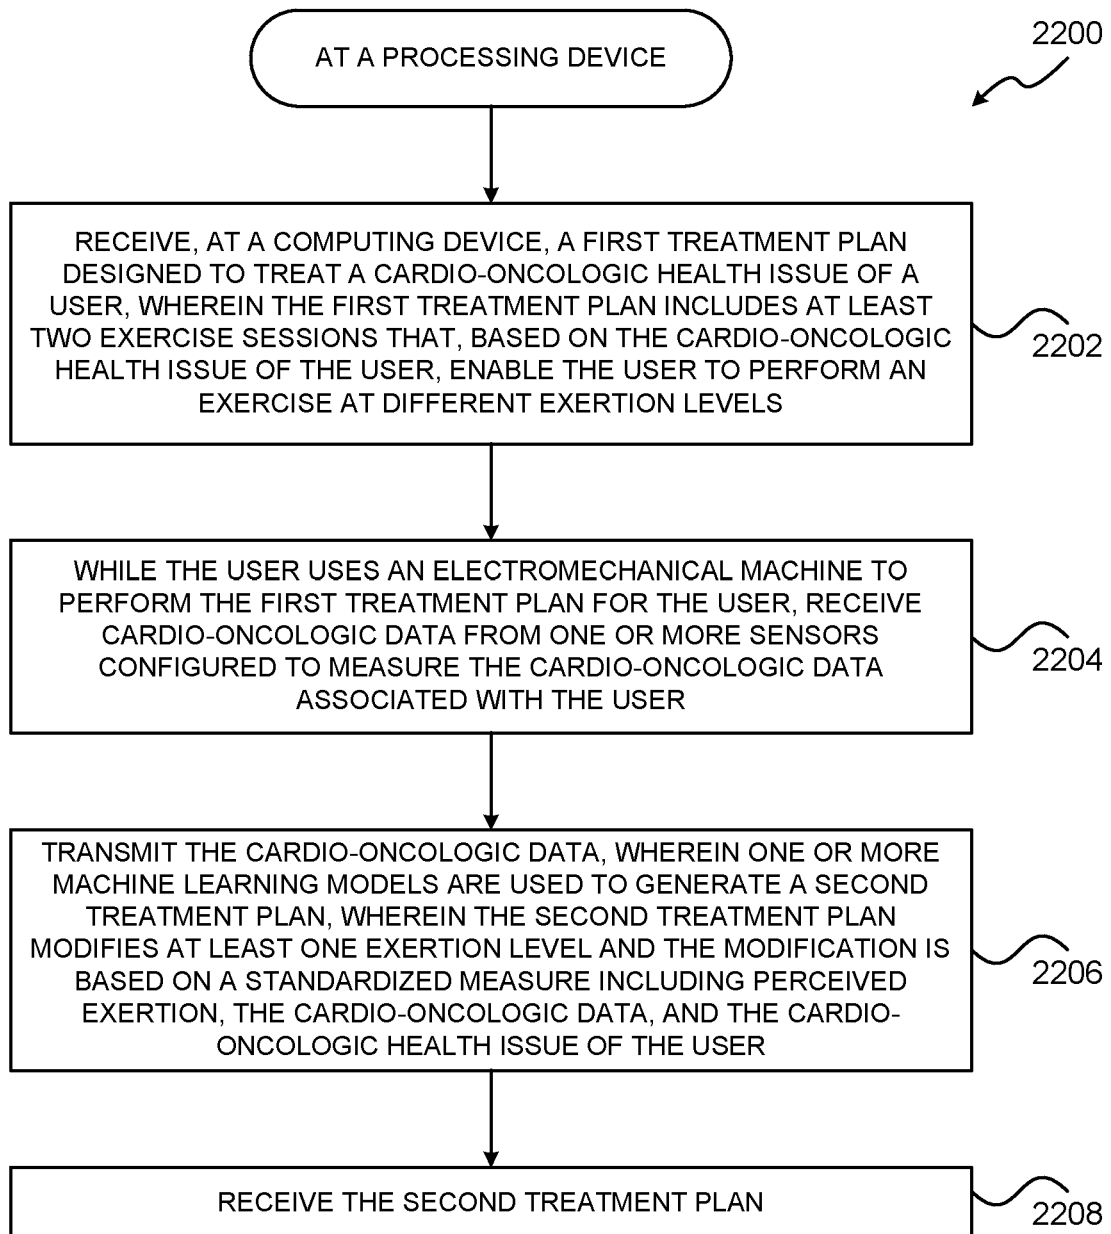 AT A PROCESSING DEVICE
2200
RECEIVE, AT A COMPUTING DEVICE, A FIRST TREATMENT PLAN
DESIGNED TO TREAT A CARDIO-ONCOLOGIC HEALTH ISSUE OF A
USER, WHEREIN THE FIRST TREATMENT PLAN INCLUDES AT LEAST
TWO EXERCISE SESSIONS THAT, BASED ON THE CARDIO-ONCOLOGIC
HEALTH ISSUE OF THE USER, ENABLE THE USER TO PERFORM AN
EXERCISE AT DIFFERENT EXERTION LEVELS
2202
WHILE THE USER USES AN ELECTROMECHANICAL MACHINE TO
PERFORM THE FIRST TREATMENT PLAN FOR THE USER, RECEIVE
CARDIO-ONCOLOGIC DATA FROM ONE OR MORE SENSORS
CONFIGURED TO MEASURE THE CARDIO-ONCOLOGIC DATA
ASSOCIATED WITH THE USER
2204
TRANSMIT THE CARDIO-ONCOLOGIC DATA, WHEREIN ONE OR MORE
MACHINE LEARNING MODELS ARE USED TO GENERATE A SECOND
TREATMENT PLAN, WHEREIN THE SECOND TREATMENT PLAN
MODIFIES AT LEAST ONE EXERTION LEVEL AND THE MODIFICATION IS
BASED ON A STANDARDIZED MEASURE INCLUDING PERCEIVED
EXERTION, THE CARDIO-ONCOLOGIC DATA, AND THE CARDIO-
ONCOLOGIC HEALTH ISSUE OF THE USER
2206
RECEIVE THE SECOND TREATMENT PLAN
2208